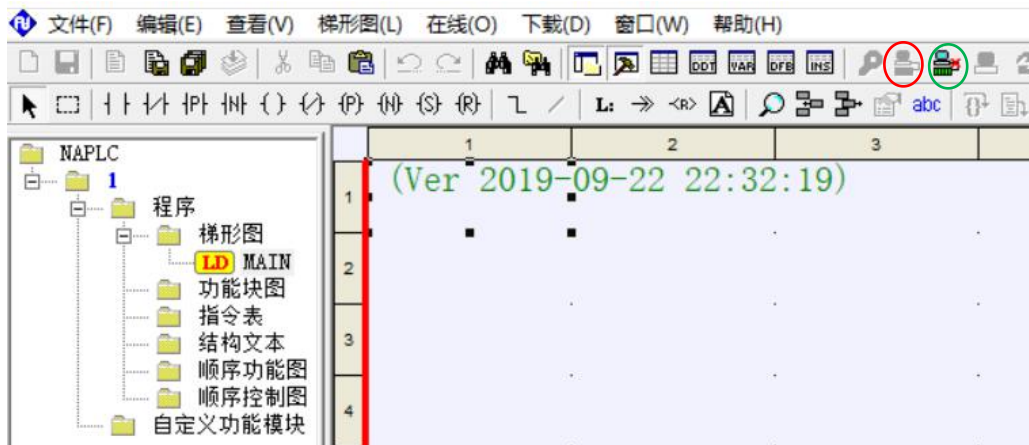 文件(F) 编辑(E) 查看(V) 梯形图(L) 在线(O) 下载(D) 窗口(W) 帮助(H)
DDT VAR DFB INS
P N P N S R L: R A abc
1 2 3
NAPLC
1
程序
梯形图
LD MAIN
功能块图
指令表
结构文本
顺序功能图
顺序控制图
自定义功能模块
1 (Ver 2019-09-22 22:32:19)
2
3
4